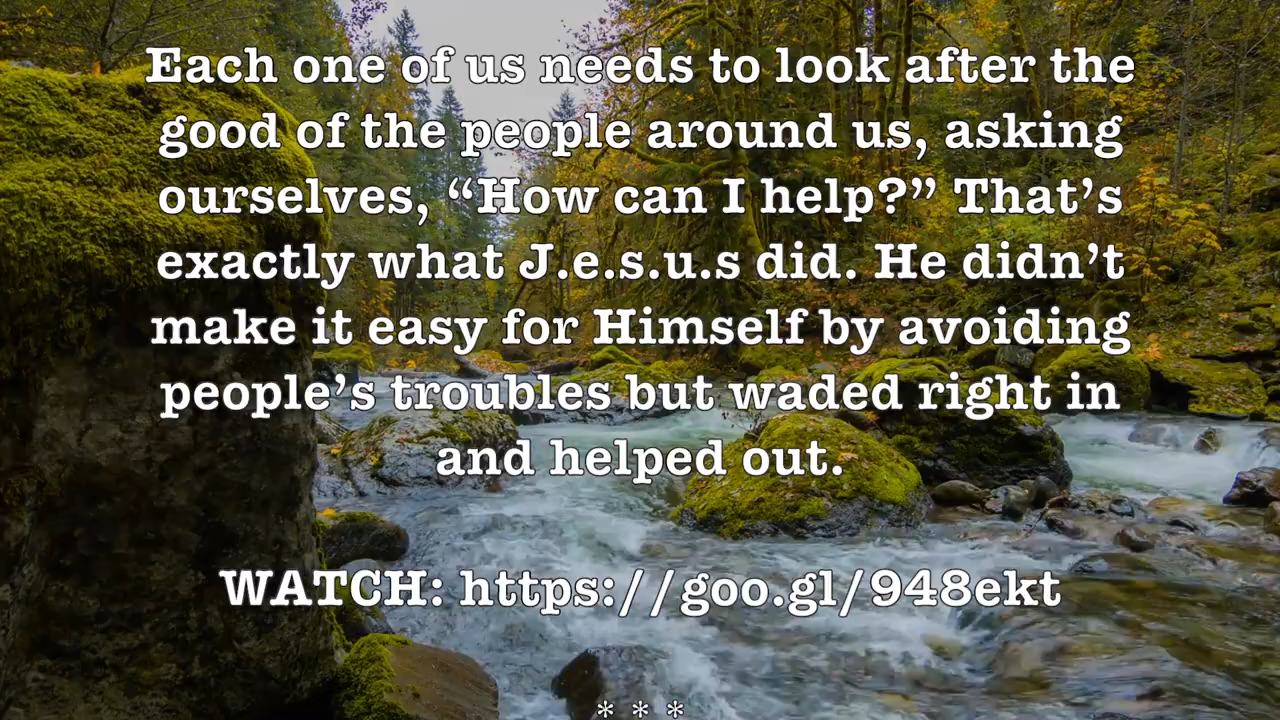 Each one of us needs to look after the
good of the people around us, asking
ourselves, “How can I help?” That’s
exactly what J.e.s.u.s did. He didn’t
make it easy for Himself by avoiding
people’s troubles but waded right in
and helped out.
WATCH: https://goo.gl/948ekt
* * *